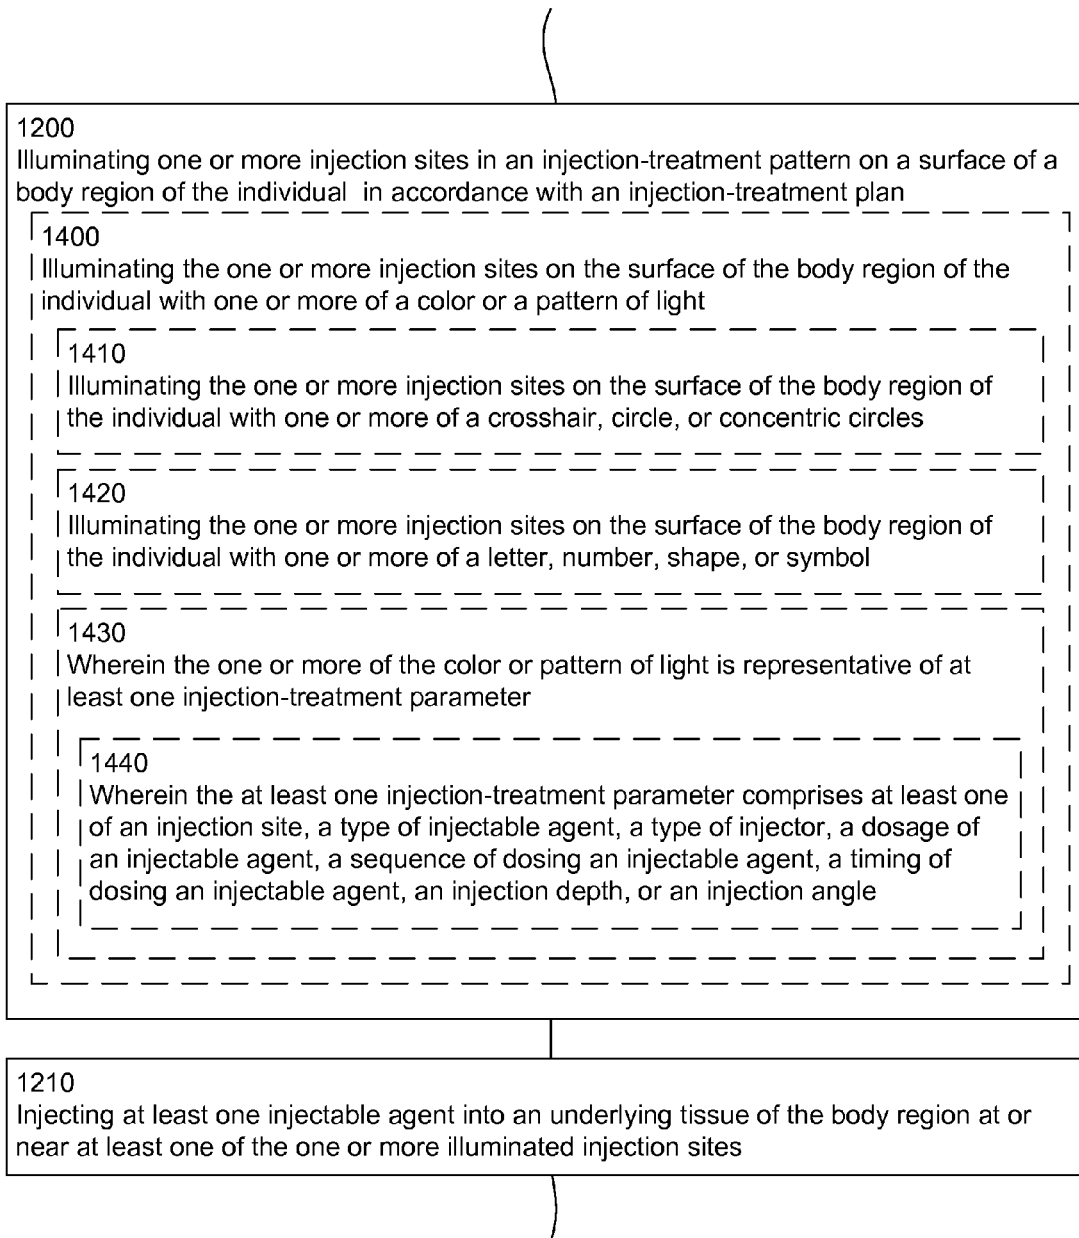 1200
Illuminating one or more injection sites in an injection-treatment pattern on a surface of a
body region of the individual in accordance with an injection-treatment plan
1400
Illuminating the one or more injection sites on the surface of the body region of the
individual with one or more of a color or a pattern of light
1410
Illuminating the one or more injection sites on the surface of the body region of
the individual with one or more of a crosshair, circle, or concentric circles
1420
Illuminating the one or more injection sites on the surface of the body region of
the individual with one or more of a letter, number, shape, or symbol
1430
Wherein the one or more of the color or pattern of light is representative of at
least one injection-treatment parameter
1440
Wherein the at least one injection-treatment parameter comprises at least one
of an injection site, a type of injectable agent, a type of injector, a dosage of
an injectable agent, a sequence of dosing an injectable agent, a timing of
dosing an injectable agent, an injection depth, or an injection angle
1210
Injecting at least one injectable agent into an underlying tissue of the body region at or
near at least one of the one or more illuminated injection sites